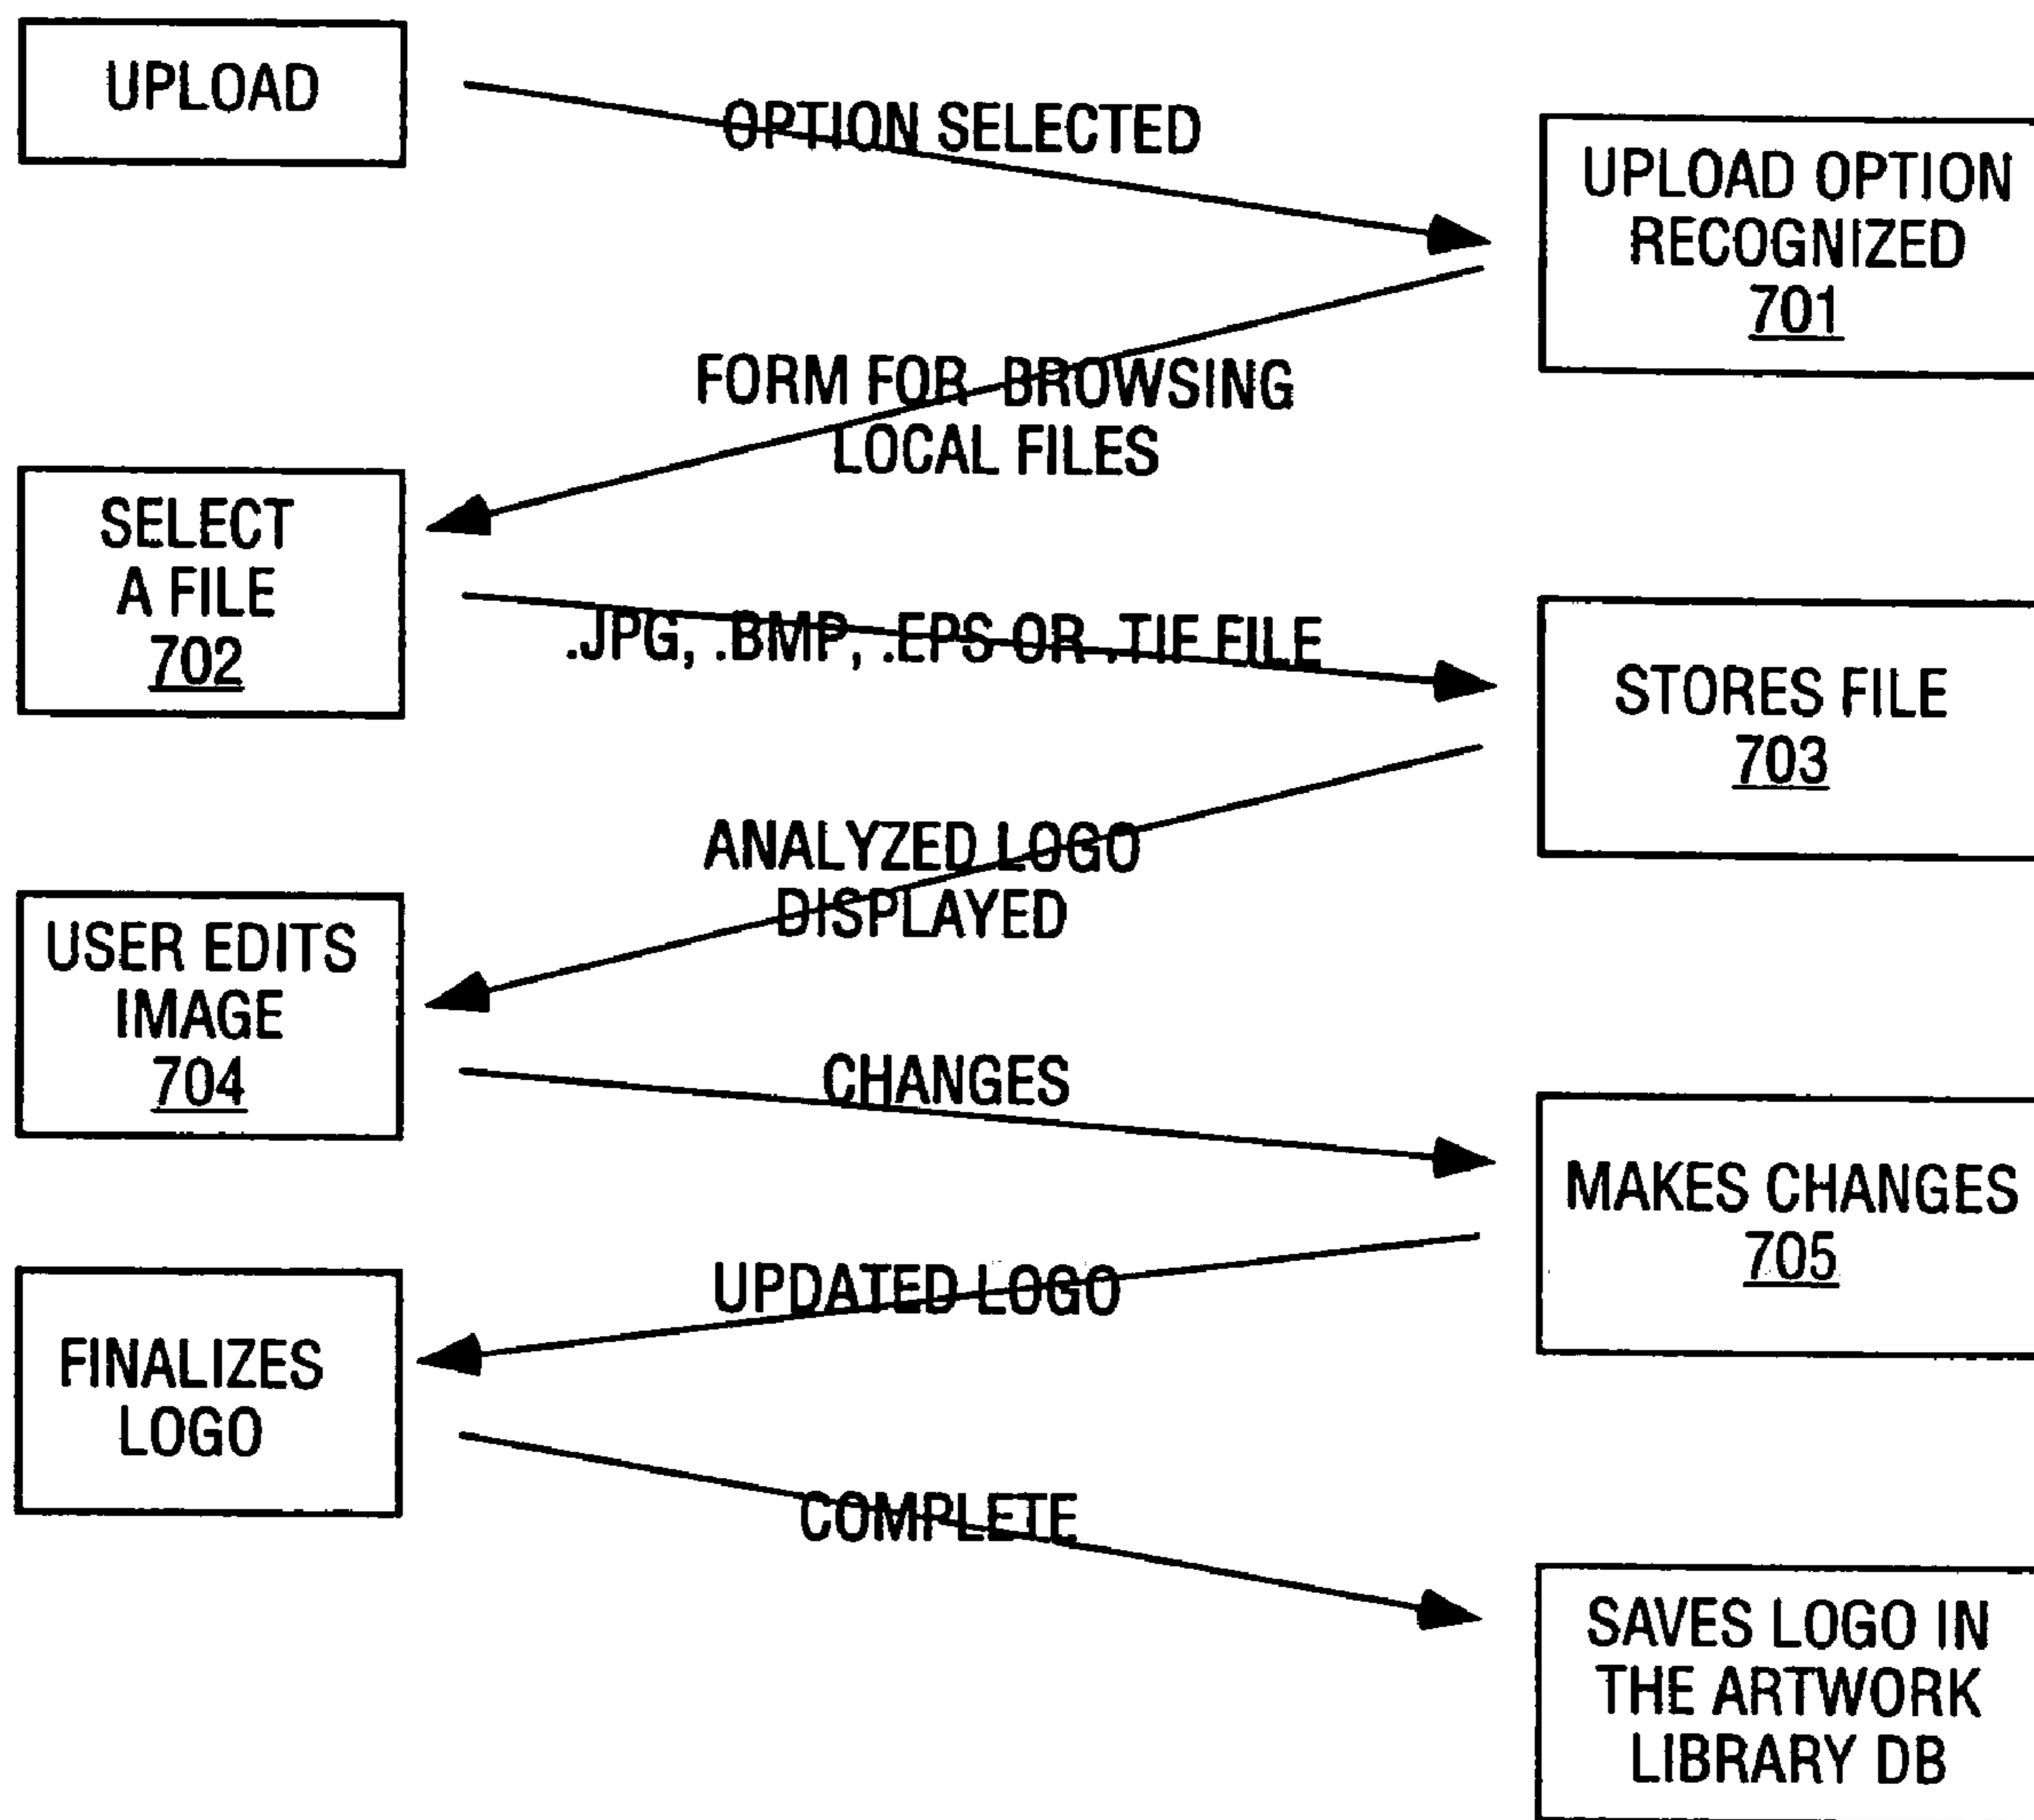 UPLOAD
OPTION SELECTED
UPLOAD OPTION
RECOGNIZED
701
FORM FOR BROWSING
LOCAL FILES
SELECT
A FILE
702
.JPG, .BMP, .EPS OR .TIF FILE
STORES FILE
703
ANALYZED LOGO
DISPLAYED
USER EDITS
IMAGE
704
CHANGES
MAKES CHANGES
705
UPDATED LOGO
FINALIZES
LOGO
COMPLETE
SAVES LOGO IN
THE ARTWORK
LIBRARY DB